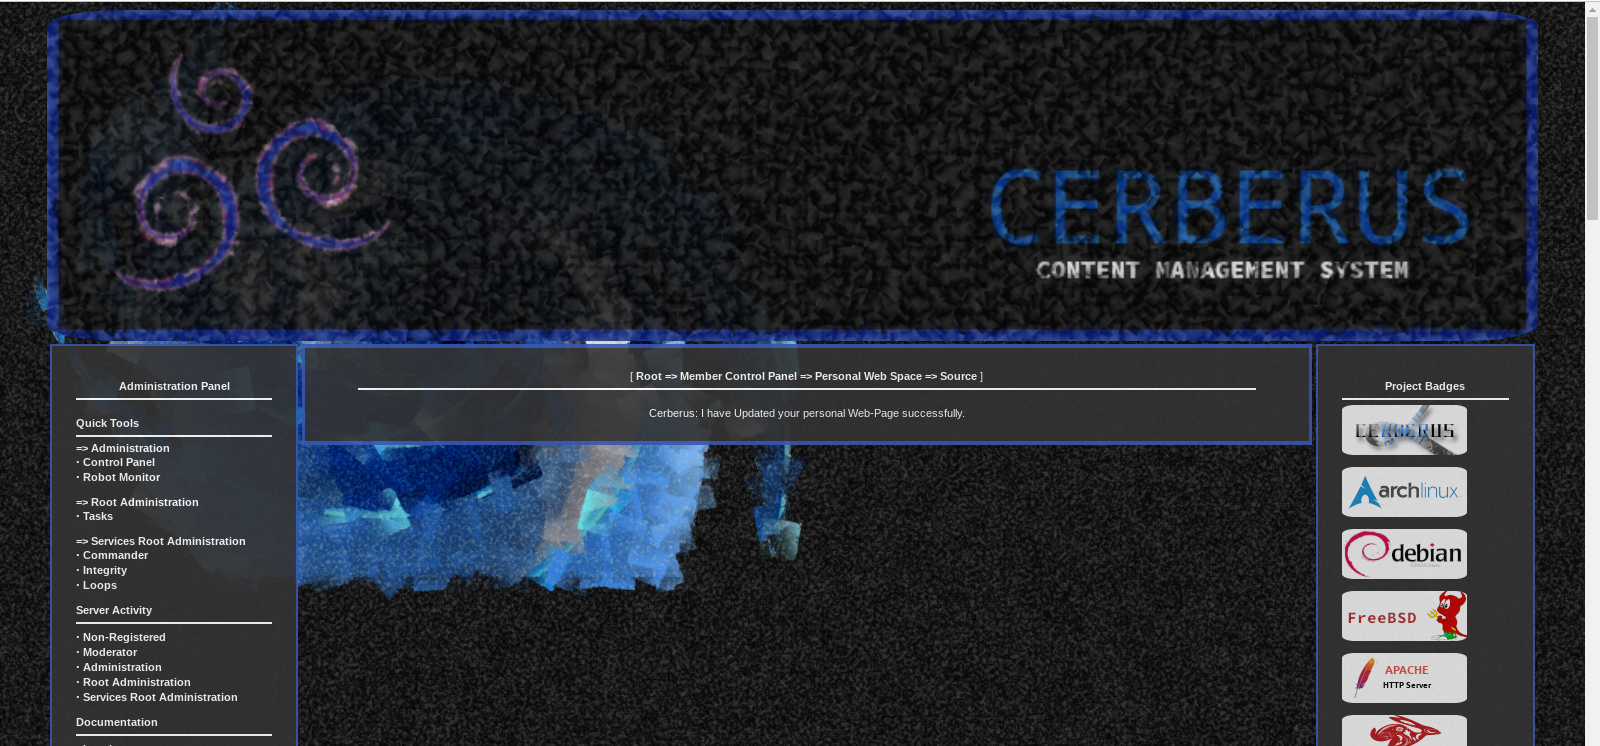 CERBERUS
CONTENT MANAGEMENT SYSTEM
Administration Panel
Quick Tools
=> Administration
· Control Panel
· Robot Monitor
=> Root Administration
· Tasks
=> Services Root Administration
· Commander
· Integrity
· Loops
Server Activity
· Non-Registered
· Moderator
· Administration
· Root Administration
· Services Root Administration
Documentation
[ Root => Member Control Panel => Personal Web Space => Source ]
Cerberus: I have Updated your personal Web-Page successfully.
Project Badges
CERBERUS
archlinux
debian
FreeBSD
APACHE
HTTP Server